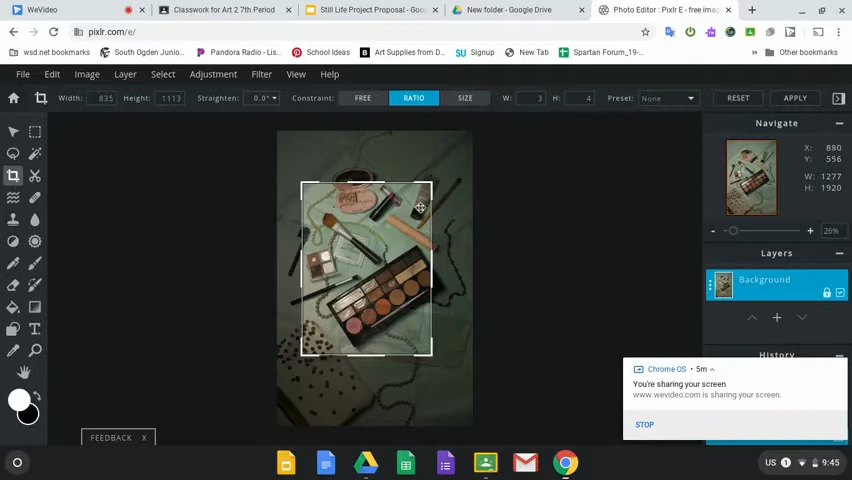 WeVideo
Classwork for Art 2 7th Period
Still Life Project Proposal - Goo
New folder - Google Drive
Photo Editor : Pixlr E - free imag
pixlr.com/e/
wsd.net bookmarks
South Ogden Junio...
Pandora Radio - Lis...
School Ideas
Art Supplies from D...
Signup
New Tab
Spartan Forum_19-...
Other bookmarks
File Edit Image Layer Select Adjustment Filter View Help
Width: 835 Height: 1113 Straighten: 0.0° Constraint: FREE RATIO SIZE W: 3 H: 4 Preset: None RESET APPLY
Navigate
X: 880
Y: 556
W: 1277
H: 1920
26%
Layers
Background
History
Chrome OS • 5m
You're sharing your screen
www.wevideo.com is sharing your screen.
STOP
FEEDBACK X
US 1 9:45